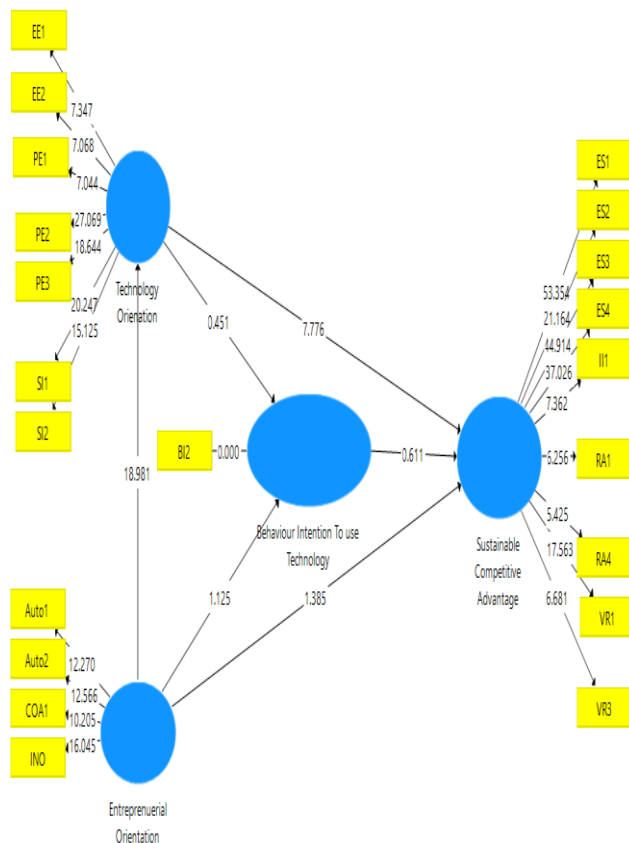 EE1
EE2
PE1
PE2
PE3
SI1
SI2
7.347
7.068
7.044
27.069
18.644
20.247
15.125
Technology
Orienation
0.451
7.776
18.981
BI2
0.000
0.611
Behaviour Intention To use
Technology
1.125
1.385
ES1
ES2
ES3
ES4
II1
RA1
RA4
VR1
VR3
53.354
21.164
44.914
37.026
7.362
6.256
5.425
17.563
6.681
Sustainable
Competitive
Advantage
Auto1
Auto2
COA1
INO
12.270
12.566
10.205
16.045
Entreprenuerial
Orientation